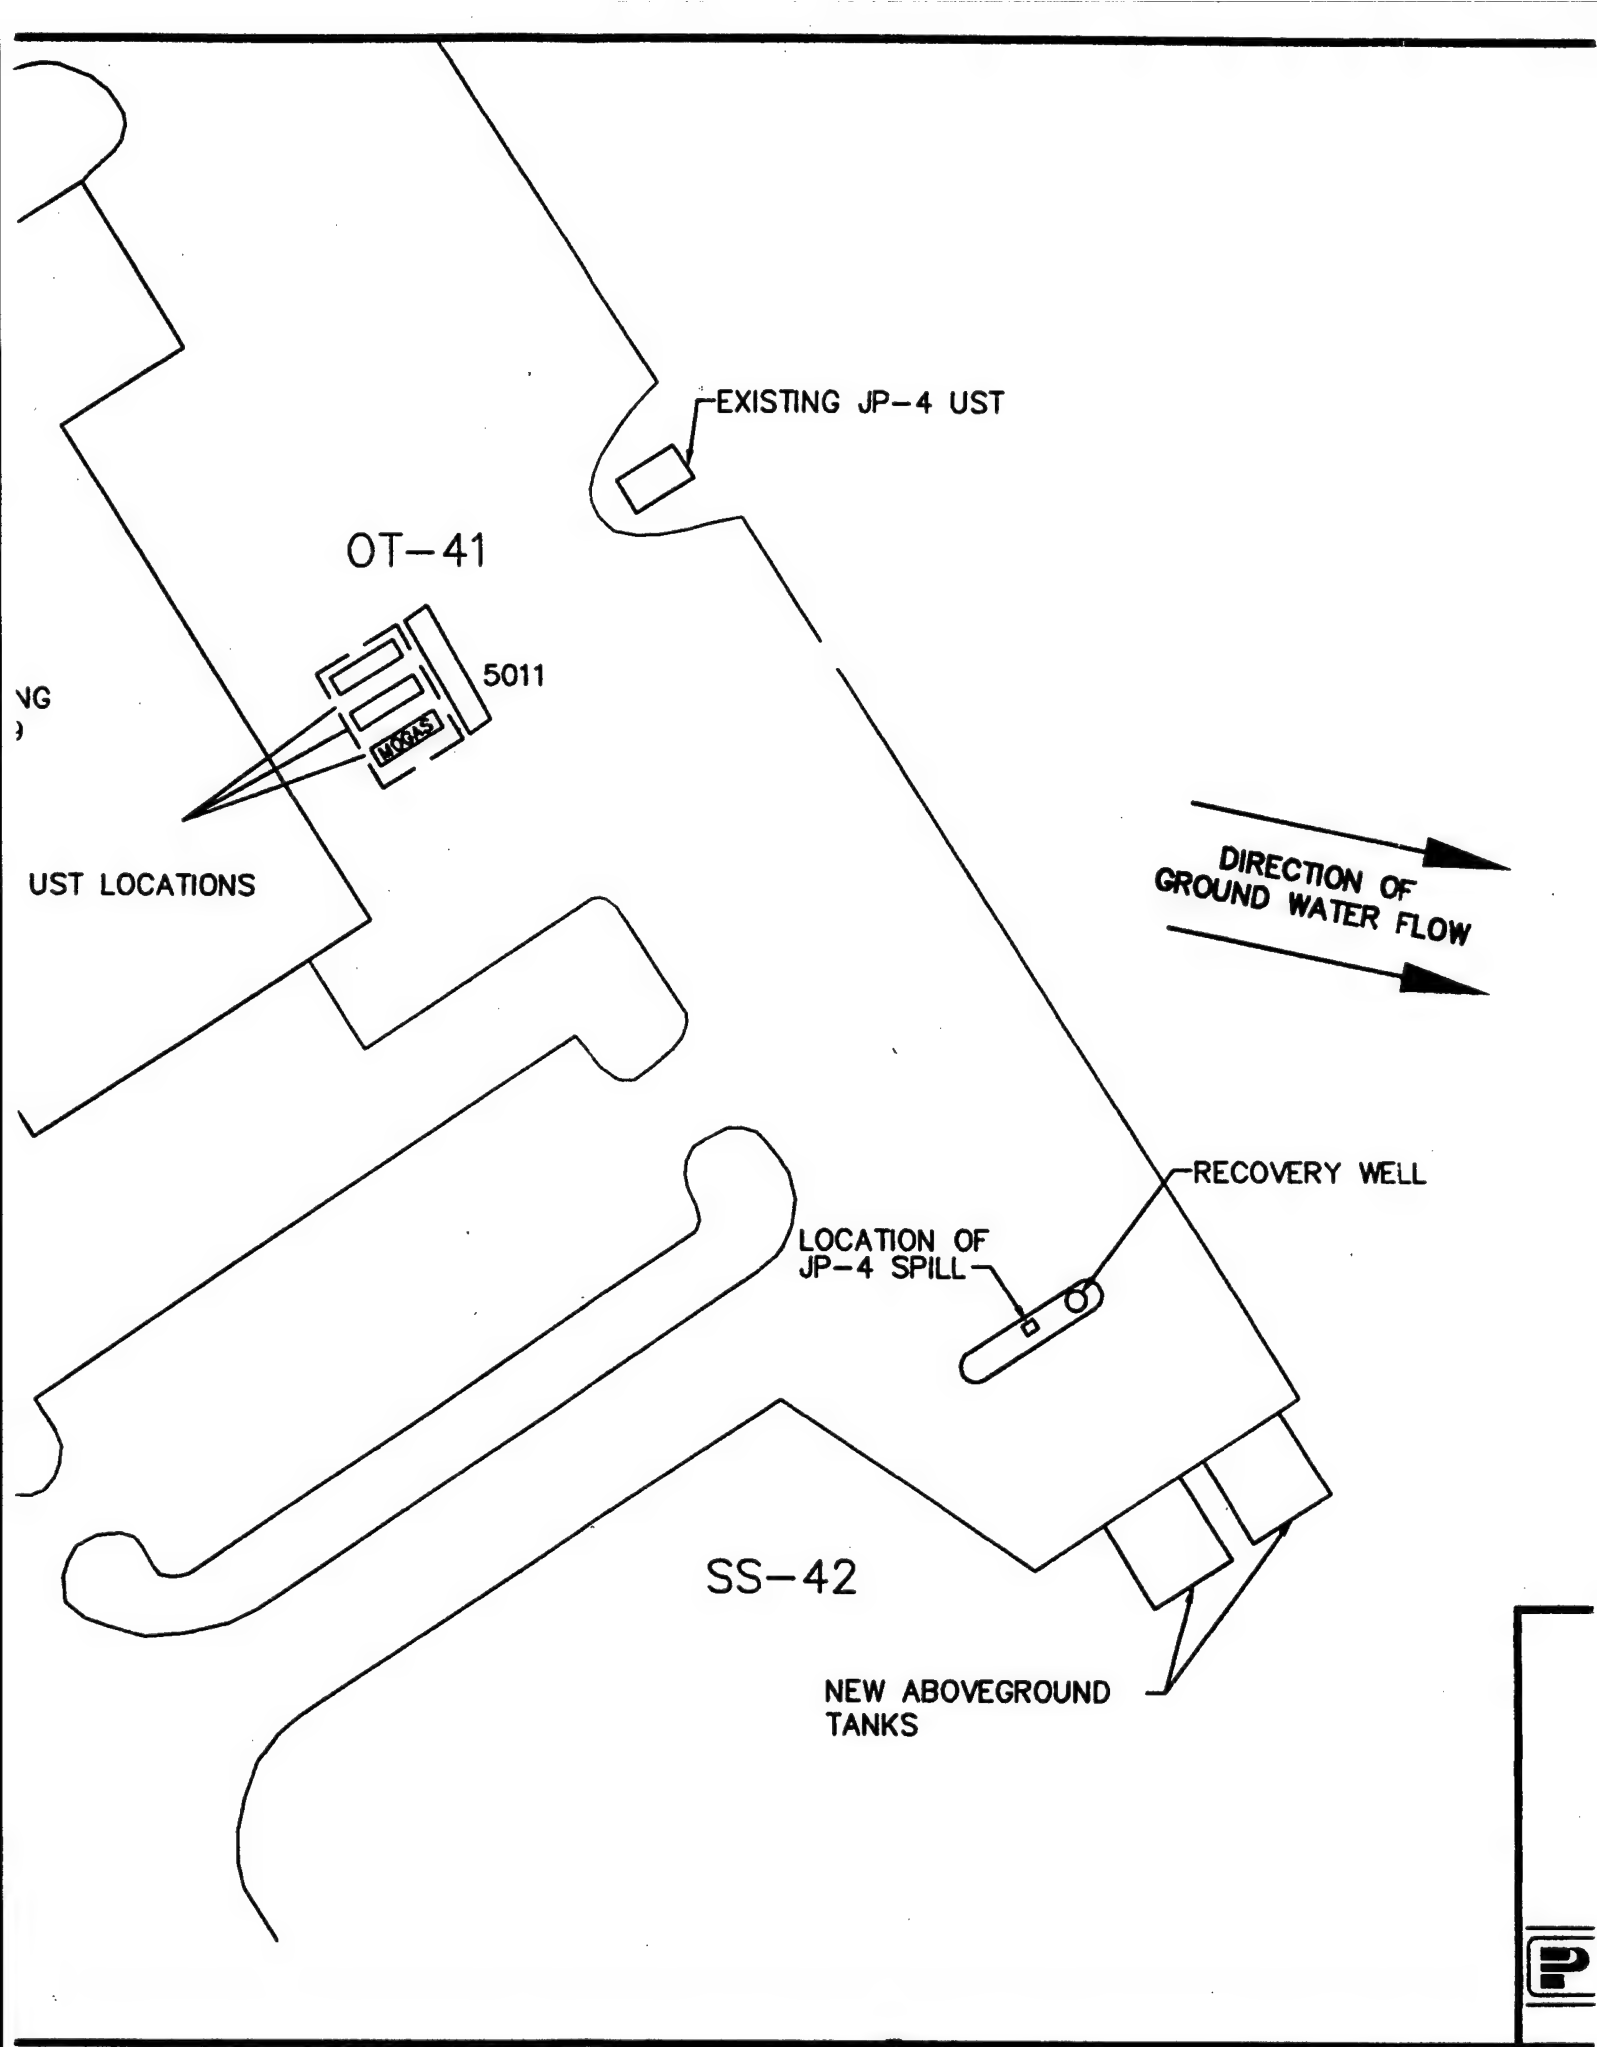 EXISTING JP-4 UST
OT-41
5011
MOGAS
UST LOCATIONS
DIRECTION OF
GROUND WATER FLOW
RECOVERY WELL
LOCATION OF
JP-4 SPILL
SS-42
NEW ABOVEGROUND
TANKS